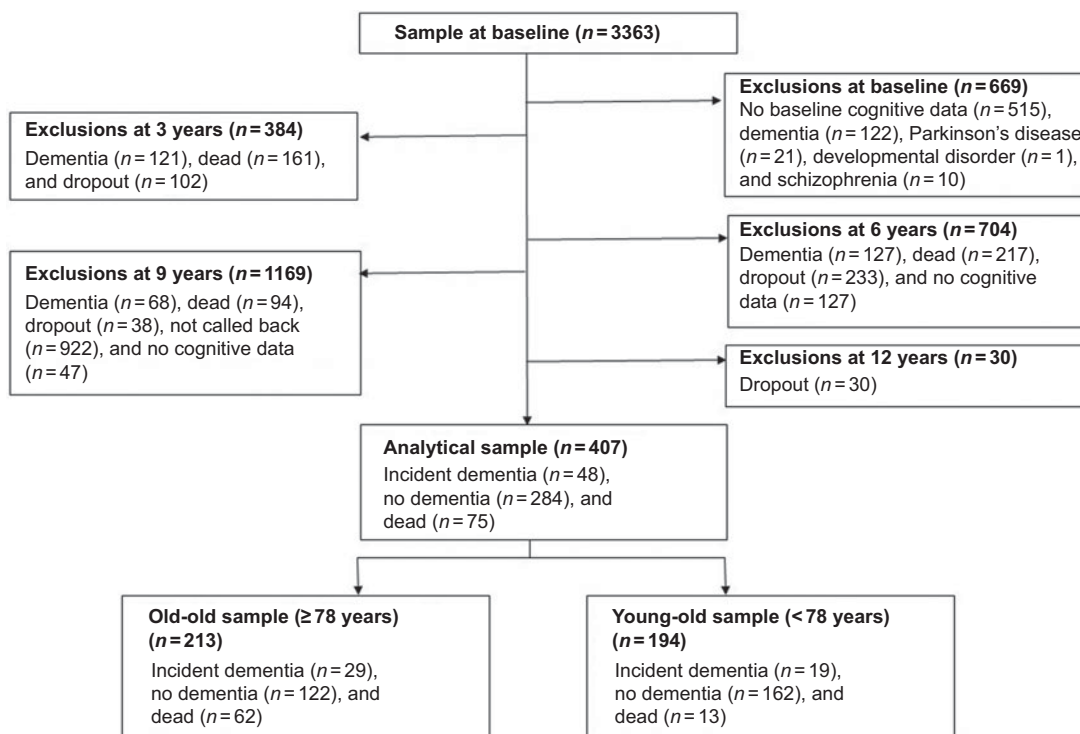 Sample at baseline (n=3363)
Exclusions at baseline (n=669)
No baseline cognitive data (n=515),
dementia (n=122), Parkinson's disease
(n=21), developmental disorder (n=1),
and schizophrenia (n=10)
Exclusions at 3 years (n=384)
Dementia (n=121), dead (n=161),
and dropout (n=102)
Exclusions at 6 years (n=704)
Dementia (n=127), dead (n=217),
dropout (n=233), and no cognitive
data (n=127)
Exclusions at 9 years (n=1169)
Dementia (n=68), dead (n=94),
dropout (n=38), not called back
(n=922), and no cognitive data
(n=47)
Exclusions at 12 years (n=30)
Dropout (n=30)
Analytical sample (n=407)
Incident dementia (n=48),
no dementia (n=284), and
dead (n=75)
Old-old sample (≥78 years)
(n=213)
Incident dementia (n=29),
no dementia (n=122), and
dead (n=62)
Young-old sample (<78 years)
(n=194)
Incident dementia (n=19),
no dementia (n=162), and
dead (n=13)